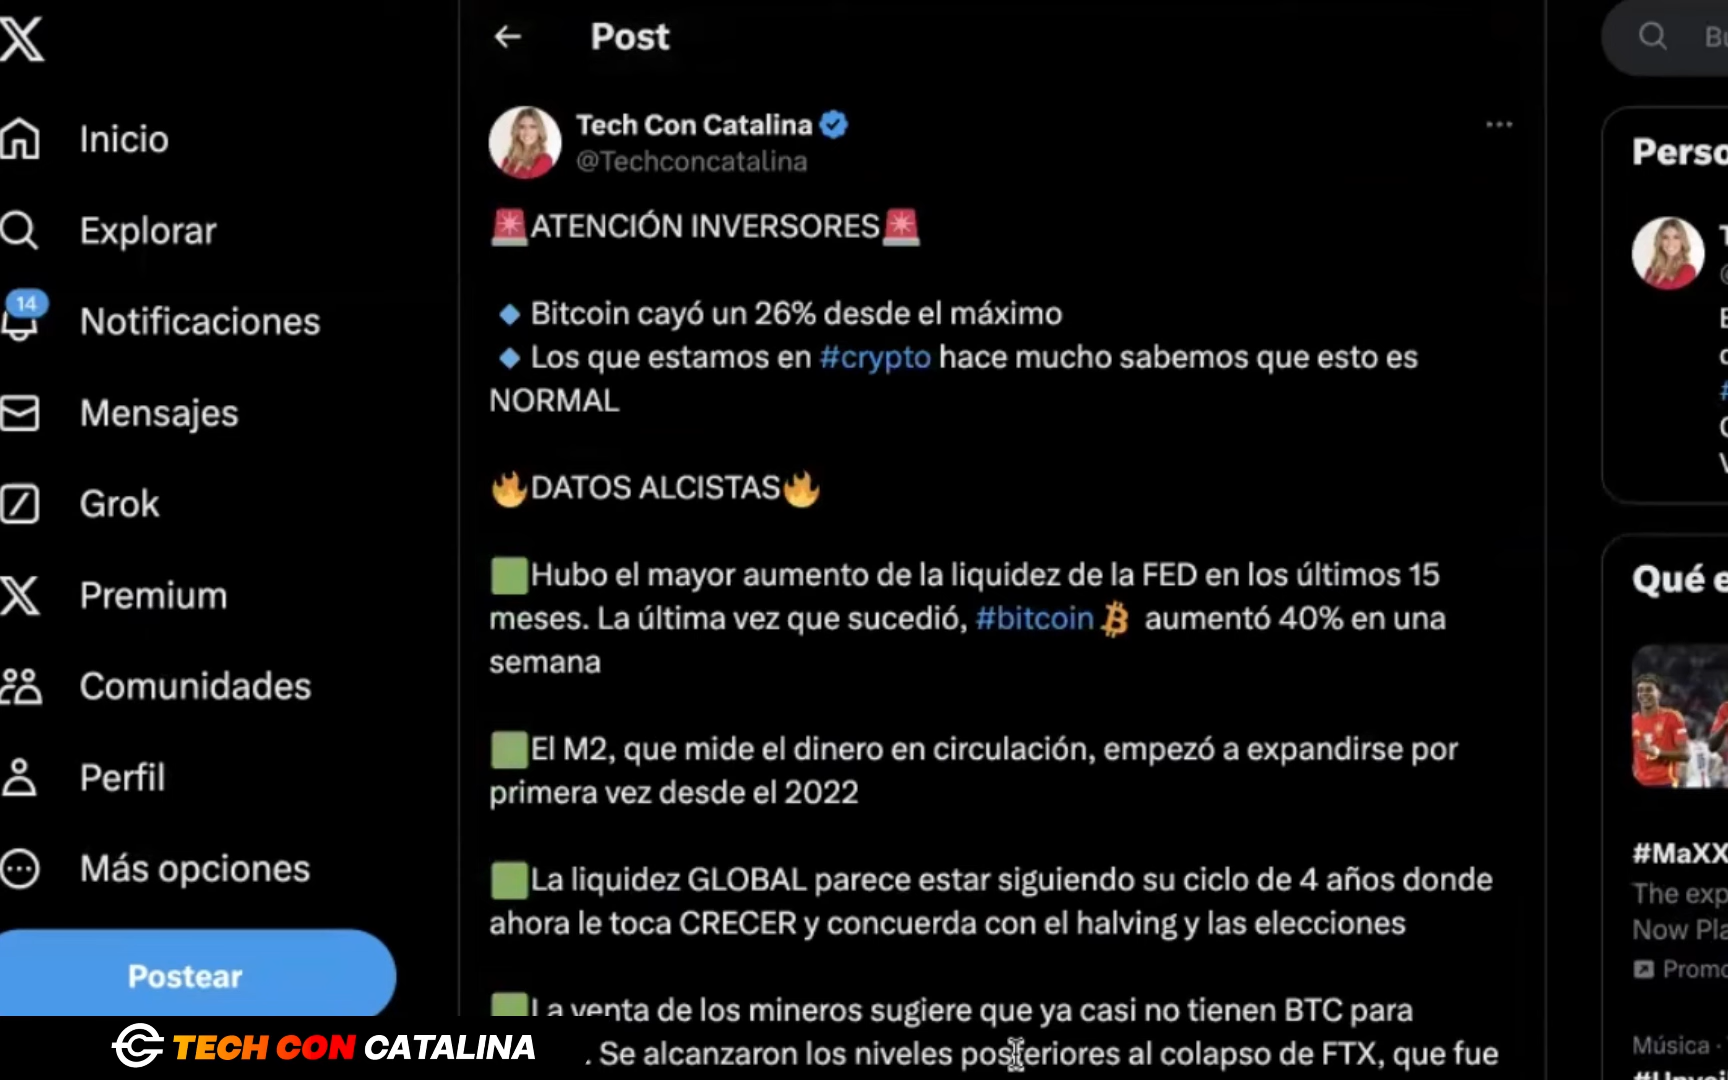 Post
Tech Con Catalina
@Techconcatalina
Inicio
Explorar
14
Notificaciones
Mensajes
Grok
Premium
Comunidades
Perfil
Más opciones
Postear
🚨ATENCIÓN INVERSORES🚨
🔹Bitcoin cayó un 26% desde el máximo
🔹Los que estamos en #crypto hace mucho sabemos que esto es
NORMAL
🔥DATOS ALCISTAS🔥
🟩Hubo el mayor aumento de la liquidez de la FED en los últimos 15
meses. La última vez que sucedió, #bitcoin aumentó 40% en una
semana
🟩El M2, que mide el dinero en circulación, empezó a expandirse por
primera vez desde el 2022
🟩La liquidez GLOBAL parece estar siguiendo su ciclo de 4 años donde
ahora le toca CRECER y concuerda con el halving y las elecciones
🟩La venta de los mineros sugiere que ya casi no tienen BTC para
. Se alcanzaron los niveles posteriores al colapso de FTX, que fue
TECH CON CATALINA
Perso
Qué e
#MaXX
The exp
Now Pla
Promo
Música ·